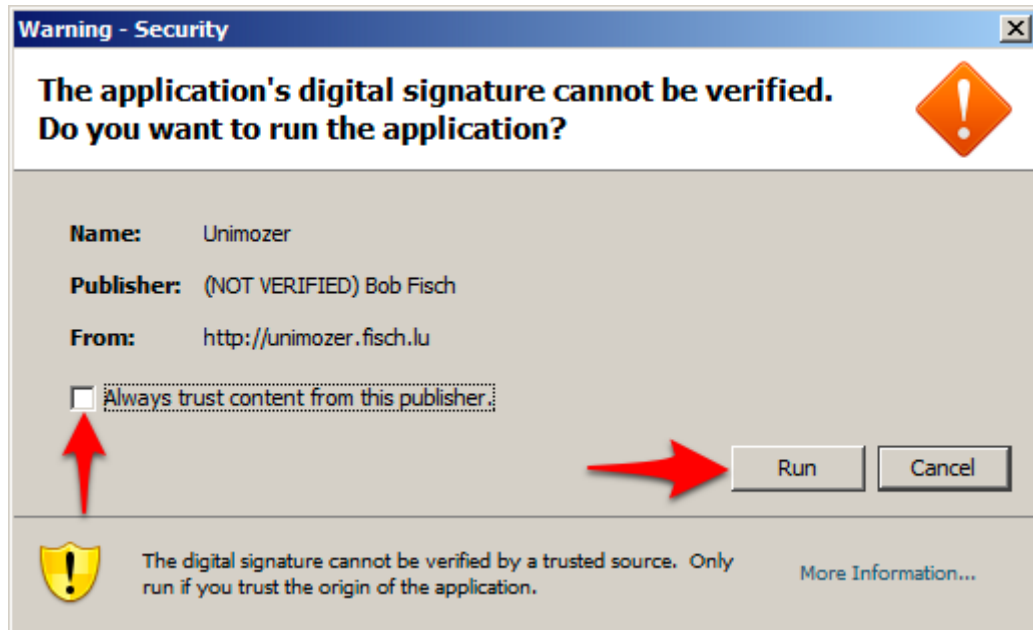 Warning - Security
The application's digital signature cannot be verified.
Do you want to run the application?
Name: Unimozer
Publisher: (NOT VERIFIED) Bob Fisch
From: http://unimozer.fisch.lu
Always trust content from this publisher.
Run Cancel
The digital signature cannot be verified by a trusted source. Only
run if you trust the origin of the application.
More Information...